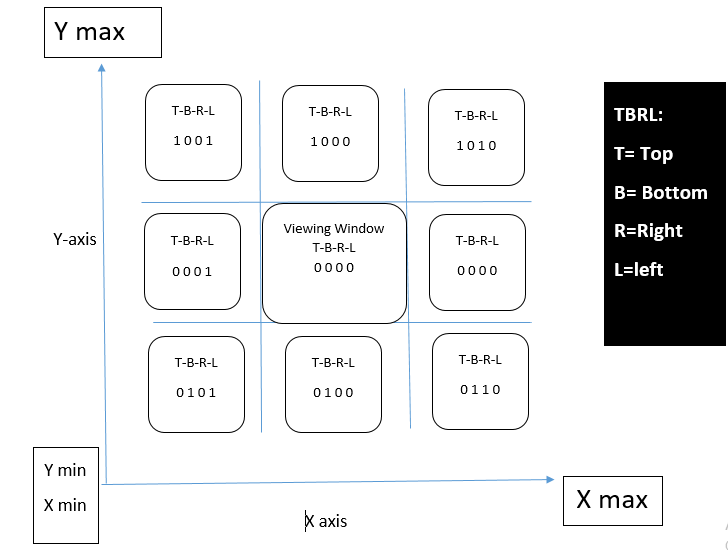 Y max
T-B-R-L
1 0 0 1
T-B-R-L
1 0 0 0
T-B-R-L
1 0 1 0
TBRL:
T= Top
B= Bottom
R=Right
L=left
Y-axis
T-B-R-L
0 0 0 1
Viewing Window
T-B-R-L
0 0 0 0
T-B-R-L
0 0 0 0
T-B-R-L
0 1 0 1
T-B-R-L
0 1 0 0
T-B-R-L
0 1 1 0
Y min
X min
X max
X axis